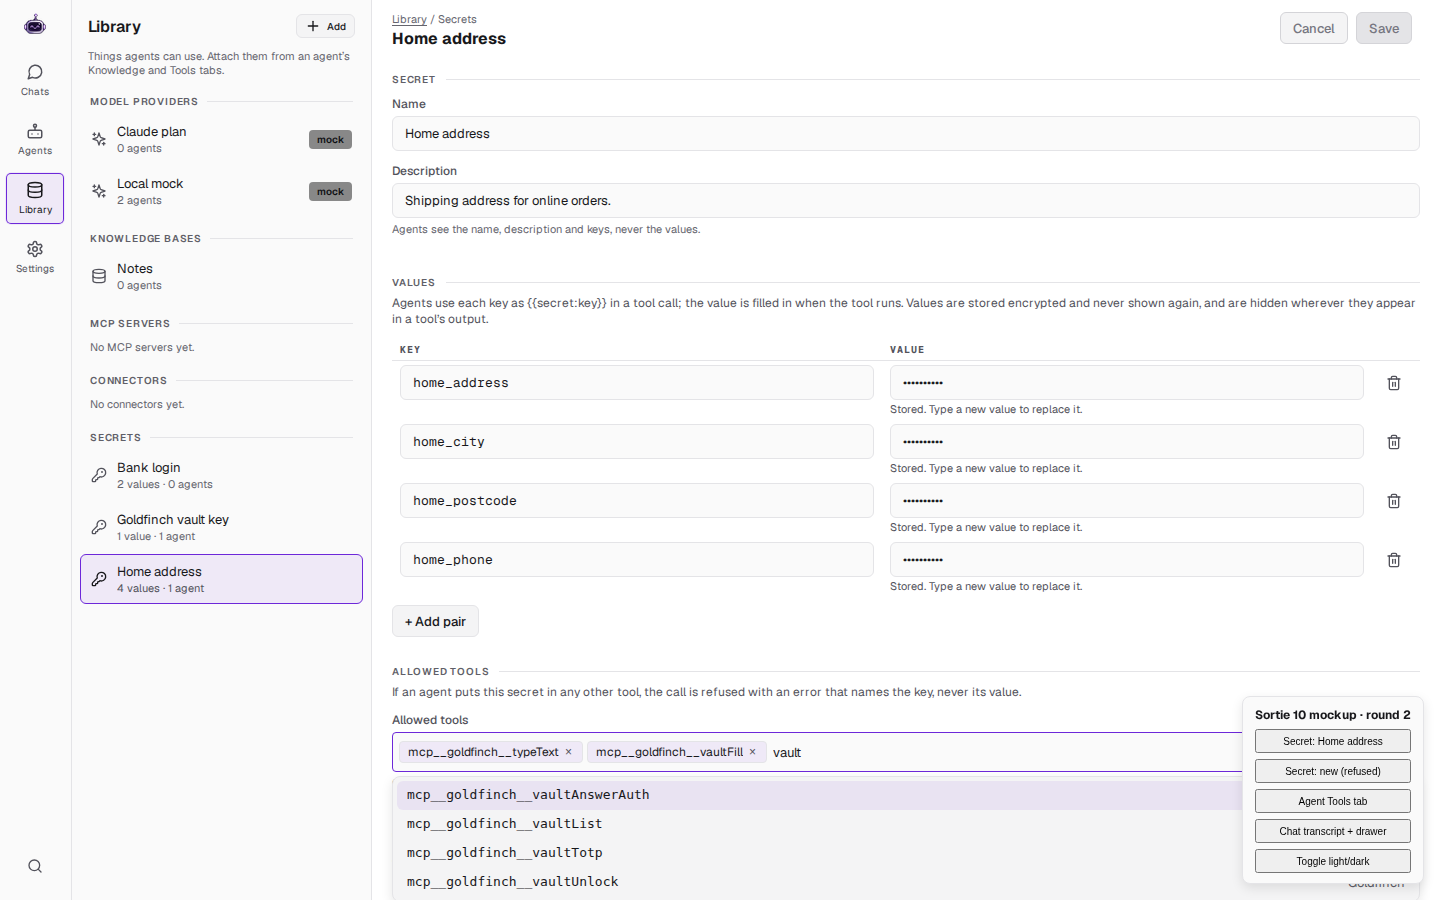 Chats
Agents
Library
Settings
Library
Add
Things agents can use. Attach them from an agent's
Knowledge and Tools tabs.
MODEL PROVIDERS
Claude plan
0 agents
mock
Local mock
2 agents
mock
KNOWLEDGE BASES
Notes
0 agents
MCP SERVERS
No MCP servers yet.
CONNECTORS
No connectors yet.
SECRETS
Bank login
2 values · 0 agents
Goldfinch vault key
1 value · 1 agent
Home address
4 values · 1 agent
Library / Secrets
Home address
Cancel
Save
SECRET
Name
Home address
Description
Shipping address for online orders.
Agents see the name, description and keys, never the values.
VALUES
Agents use each key as {{secret:key}} in a tool call; the value is filled in when the tool runs. Values are stored encrypted and never shown again, and are hidden wherever they appear
in a tool's output.
KEY
VALUE
home_address
••••••••••
Stored. Type a new value to replace it.
home_city
••••••••••
Stored. Type a new value to replace it.
home_postcode
••••••••••
Stored. Type a new value to replace it.
home_phone
••••••••••
Stored. Type a new value to replace it.
+ Add pair
ALLOWED TOOLS
If an agent puts this secret in any other tool, the call is refused with an error that names the key, never its value.
Allowed tools
mcp__goldfinch__typeText ×
mcp__goldfinch__vaultFill ×
vault
mcp__goldfinch__vaultAnswerAuth
mcp__goldfinch__vaultList
mcp__goldfinch__vaultTotp
mcp__goldfinch__vaultUnlock
Goldfinch
Sortie 10 mockup · round 2
Secret: Home address
Secret: new (refused)
Agent Tools tab
Chat transcript + drawer
Toggle light/dark